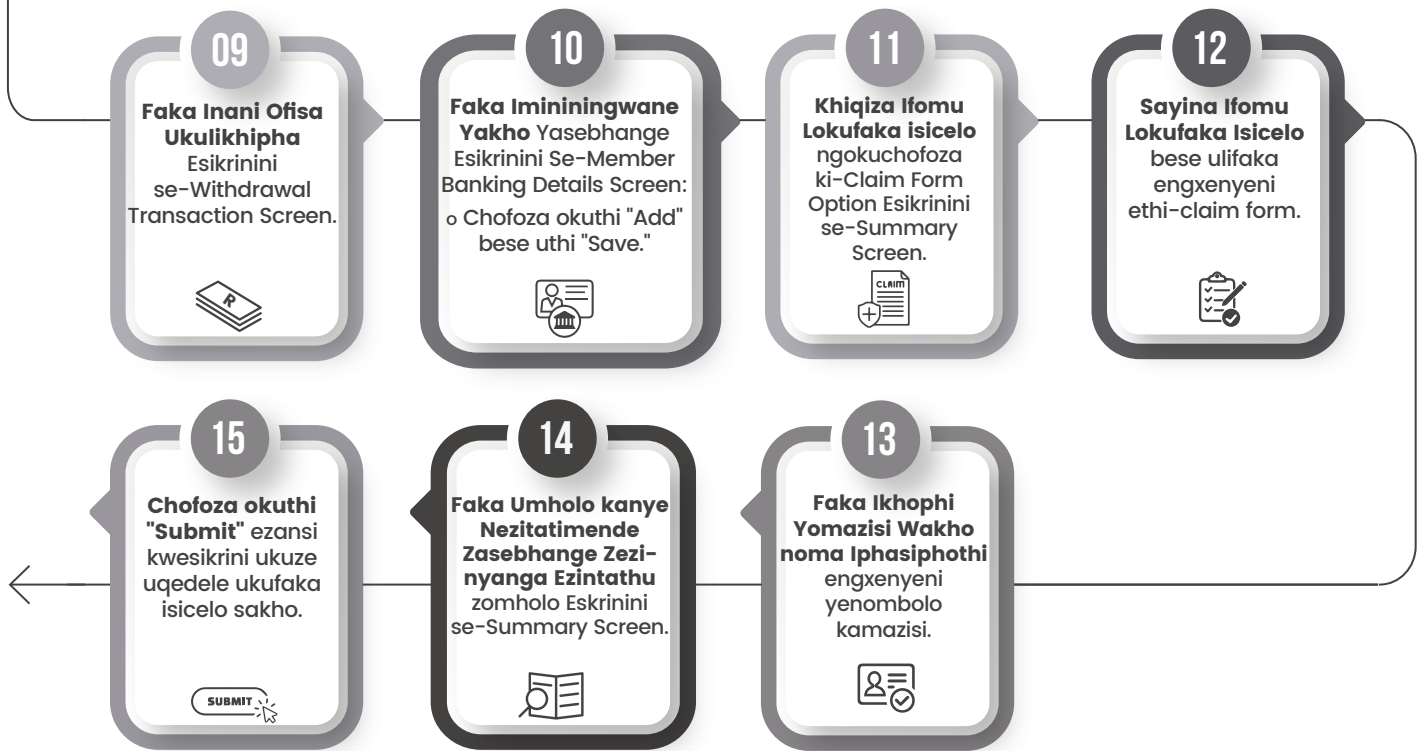 09
Faka Inani Ofisa
Ukulikhipha
Esikrinini
se-Withdrawal
Transaction Screen.
R
10
Faka Imininingwane
Yakho Yasebhange
Esikrinini Se-Member
Banking Details Screen:
o Chofoza okuthi "Add"
bese uthi "Save."
11
Khiqiza Ifomu
Lokufaka isicelo
ngokuchofoza
ki-Claim Form
Option Esikrinini
se-Summary
Screen.
CLAIM
12
Sayina Ifomu
Lokufaka Isicelo
bese ulifaka
engxenyeni
ethi-claim form.
13
Faka Ikhophi
Yomazisi Wakho
noma Iphasiphothi
engxenyeni
yenombolo
kamazisi.
14
Faka Umholo kanye
Nezitatimende
Zasebhange Zezi-
nyanga Ezintathu
zomholo Eskrinini
se-Summary Screen.
15
Chofoza okuthi
"Submit" ezansi
kwesikrini ukuze
uqedele ukufaka
isicelo sakho.
SUBMIT